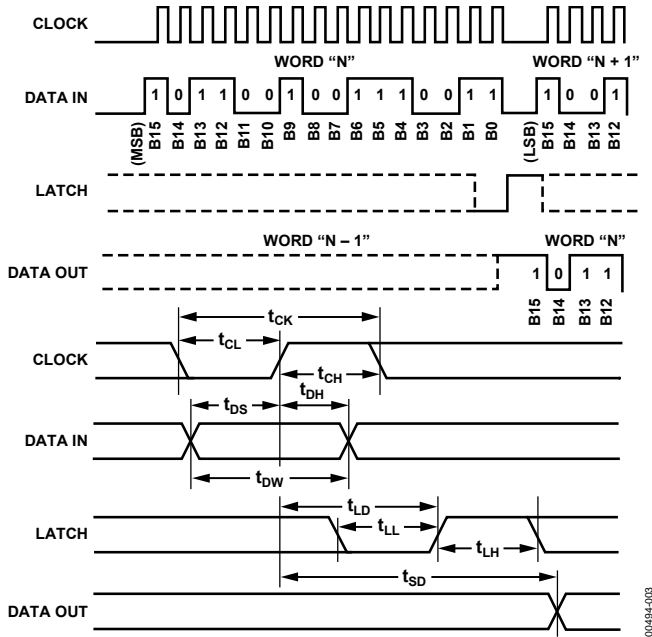 CLOCK
WORD “N” WORD “N + 1”
DATA IN 1 0 1 1 0 0 1 0 0 1 1 1 0 0 1 1 1 0 0 1
(MSB) B15 B14 B13 B12 B11 B10 B9 B8 B7 B6 B5 B4 B3 B2 B1 B0 (LSB) B15 B14 B13 B12
LATCH
WORD “N – 1” WORD “N”
DATA OUT 1 0 1 1
B15 B14 B13 B12
tCK
tCL
CLOCK
tCH
tDS tDH
DATA IN
tDW
tLD
tLL
LATCH
tLH
tSD
DATA OUT
00494-003